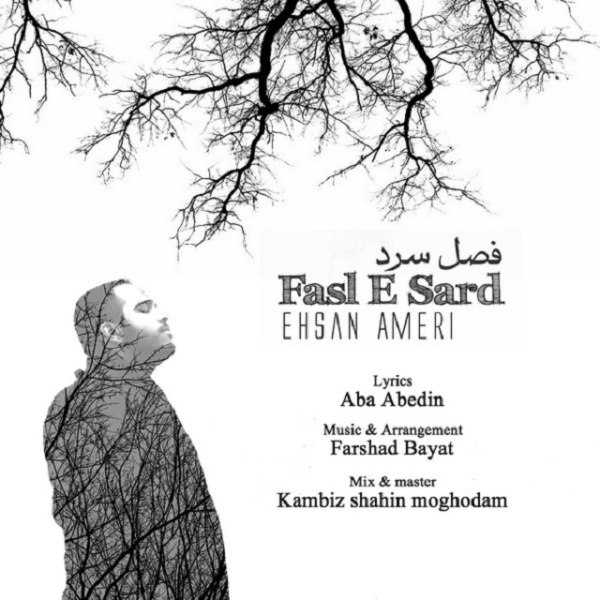 فصل سرد
Fasl E Sard
EHSAN AMERI
Lyrics
Aba Abedin
Music & Arrangement
Farshad Bayat
Mix & master
Kambiz shahin moghodam